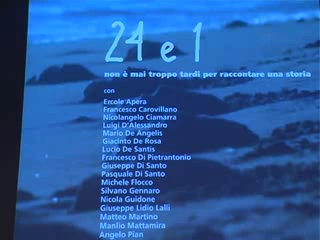 24 e 1
non è mai troppo tardi per raccontare una storia
con
Ercole Apera
Francesco Carovillano
Nicolangelo Ciamarra
Luigi D'Alessandro
Mario De Angelis
Giacinto De Rosa
Lucio De Santis
Francesco Di Pietrantonio
Giuseppe Di Santo
Pasquale Di Santo
Michele Flocco
Silvano Gennaro
Nicola Guidone
Giuseppe Lidio Lalli
Matteo Martino
Manlio Mattamira
Angelo Pian